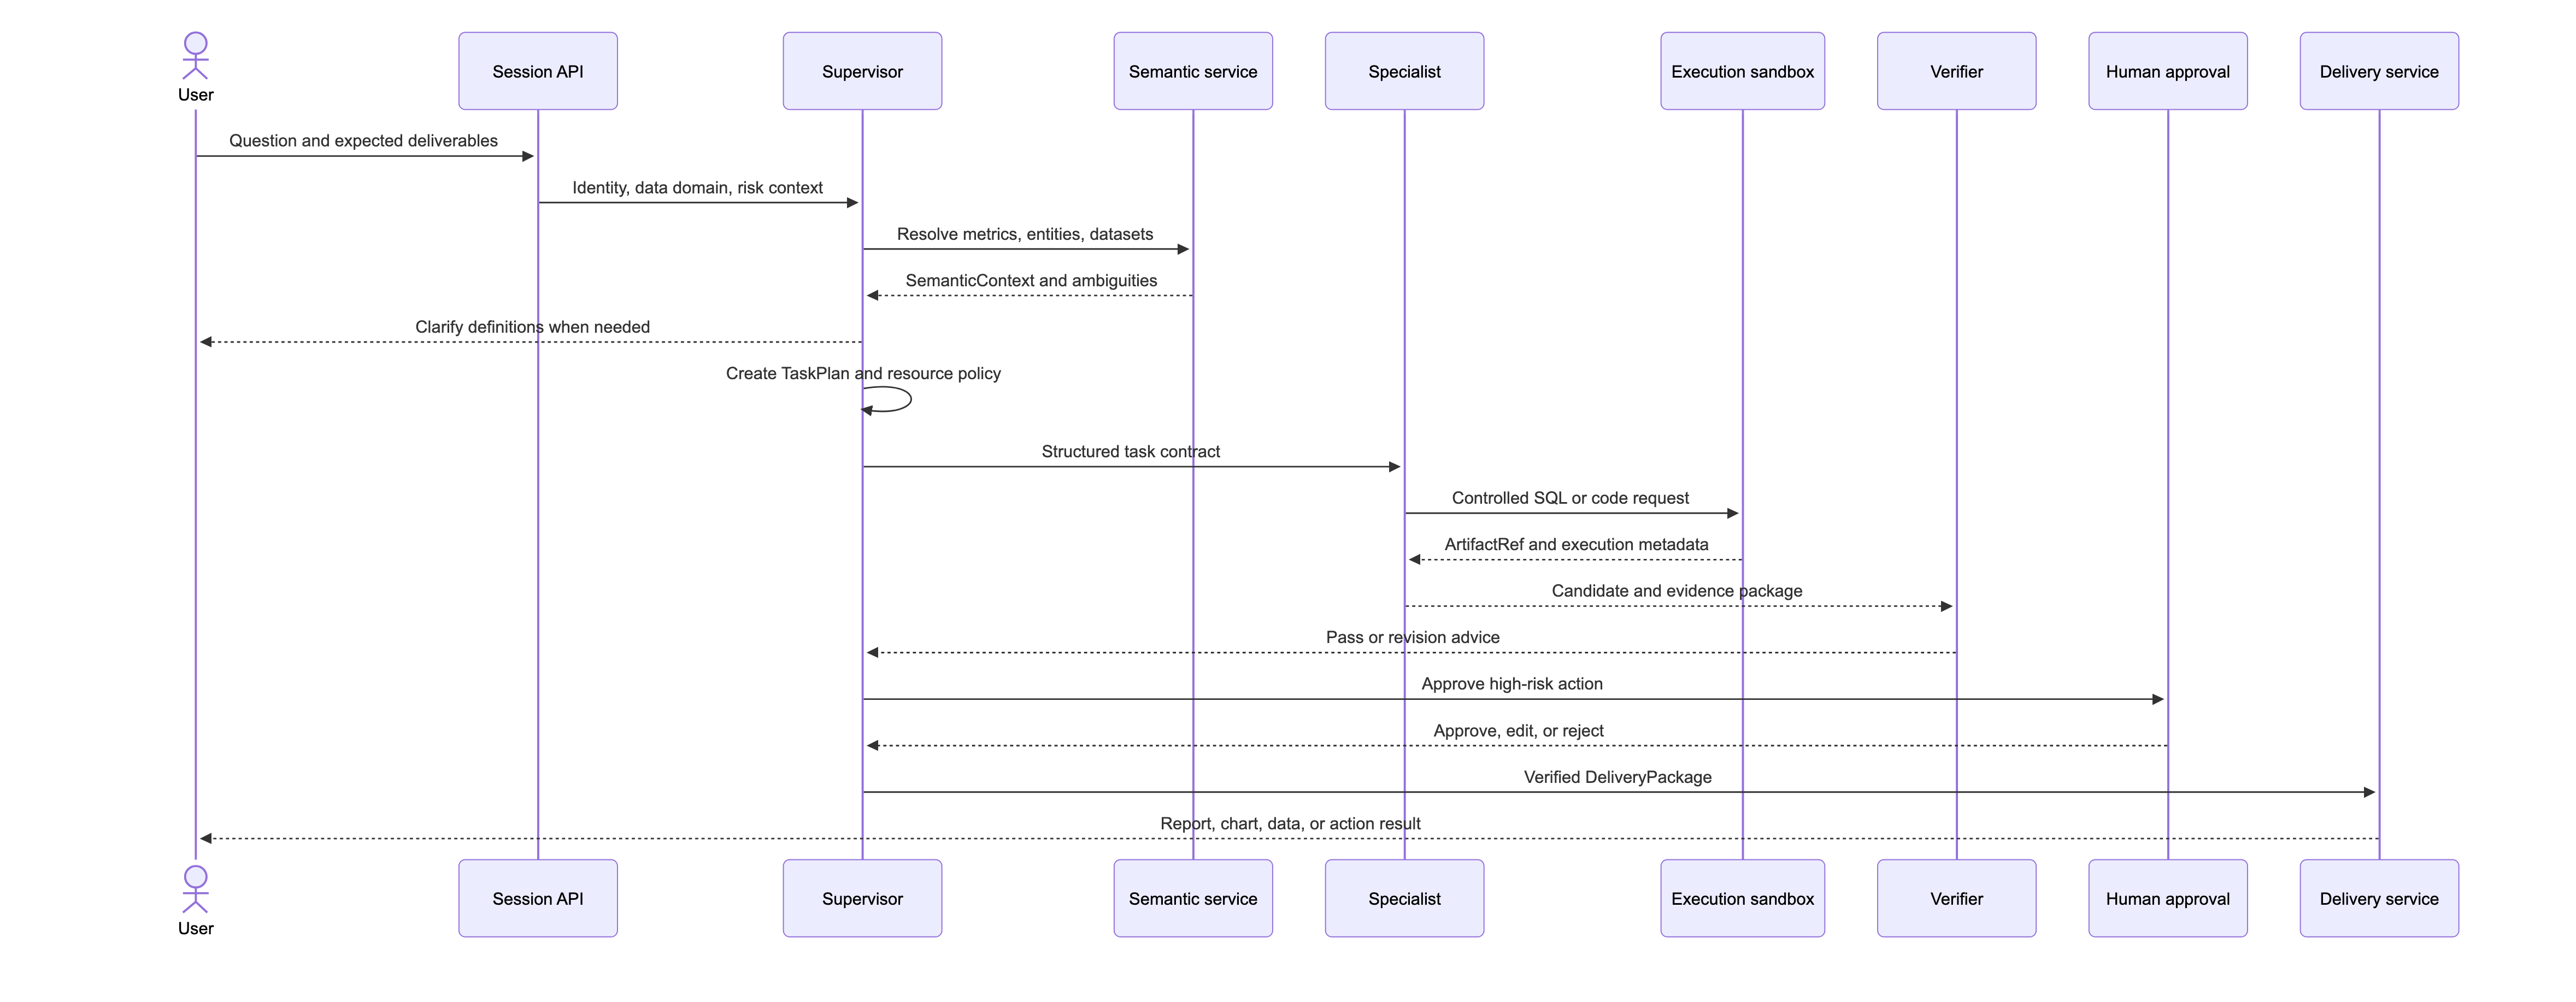 User
Session API
Supervisor
Semantic service
Specialist
Execution sandbox
Verifier
Human approval
Delivery service
Question and expected deliverables
Identity, data domain, risk context
Resolve metrics, entities, datasets
SemanticContext and ambiguities
Clarify definitions when needed
Create TaskPlan and resource policy
Structured task contract
Controlled SQL or code request
ArtifactRef and execution metadata
Candidate and evidence package
Pass or revision advice
Approve high-risk action
Approve, edit, or reject
Verified DeliveryPackage
Report, chart, data, or action result
User
Session API
Supervisor
Semantic service
Specialist
Execution sandbox
Verifier
Human approval
Delivery service